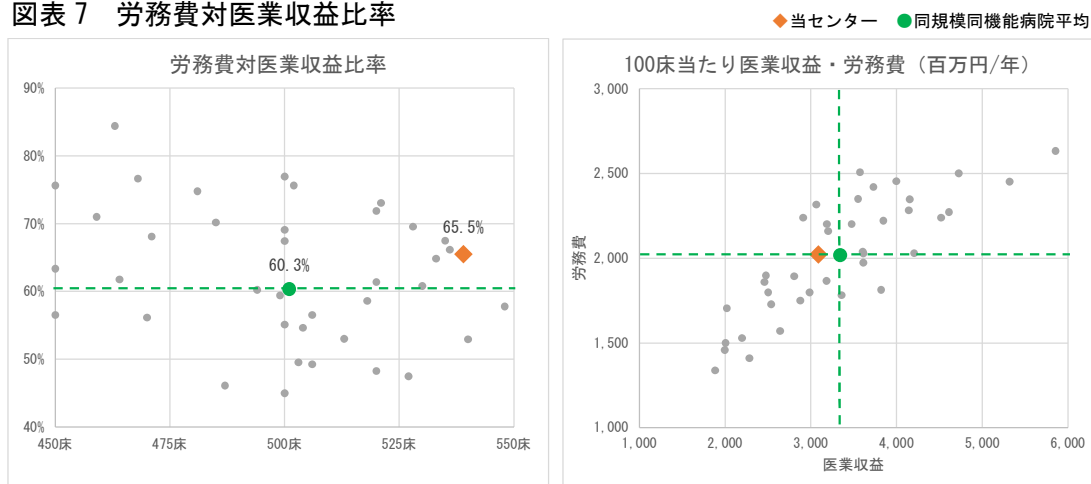 図表7　労務費対医業収益比率
◆当センター　●同規模同機能病院平均
労務費対医業収益比率
90%
80%
70%
60%
50%
40%
65.5%
60.3%
450床
475床
500床
525床
550床
100床当たり医業収益・労務費（百万円/年）
3,000
2,500
2,000
1,500
1,000
労務費
1,000
2,000
3,000
4,000
5,000
6,000
医業収益